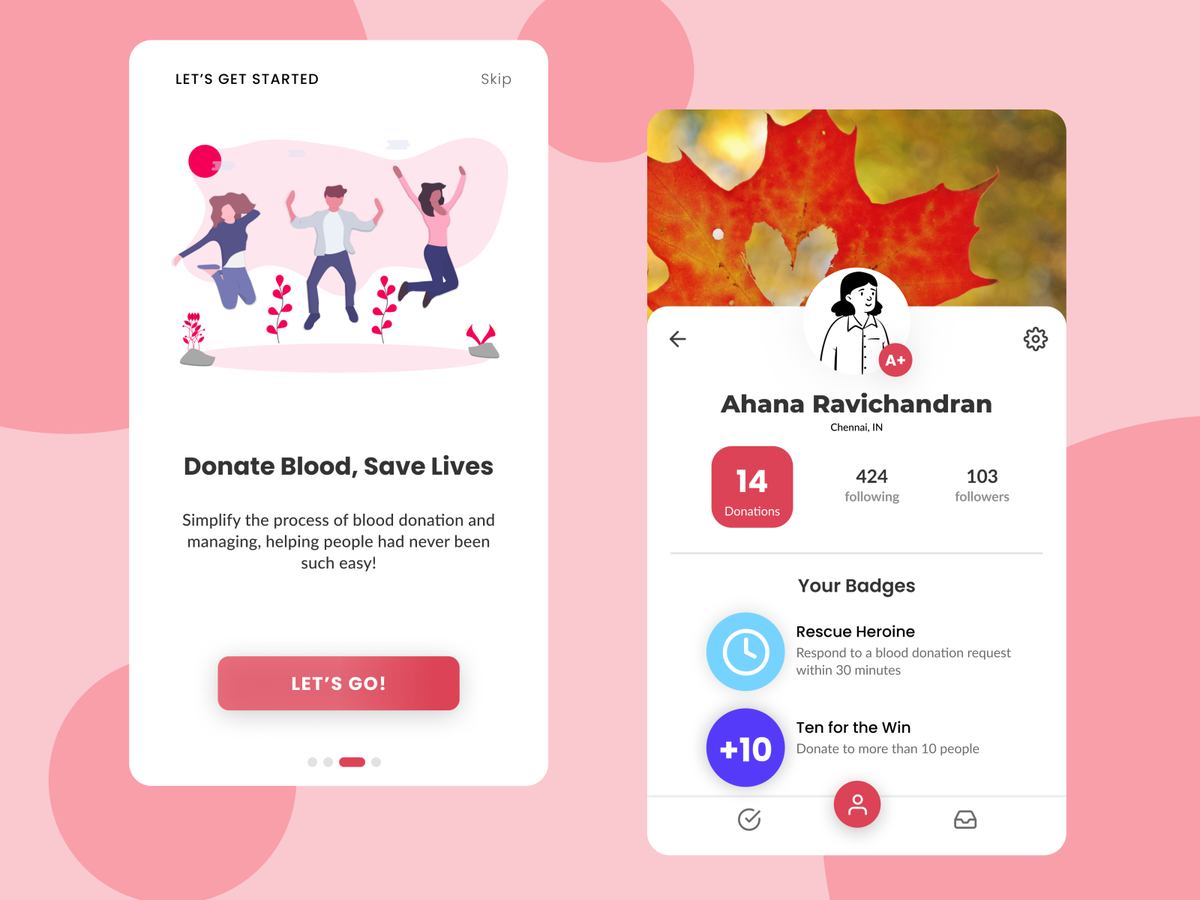 LET'S GET STARTED
Skip
Donate Blood, Save Lives
Simplify the process of blood donation and
managing, helping people had never been
such easy!
LET'S GO!
A+
Ahana Ravichandran
Chennai, IN
14
Donations
424
following
103
followers
Your Badges
Rescue Heroine
Respond to a blood donation request
within 30 minutes
+10
Ten for the Win
Donate to more than 10 people